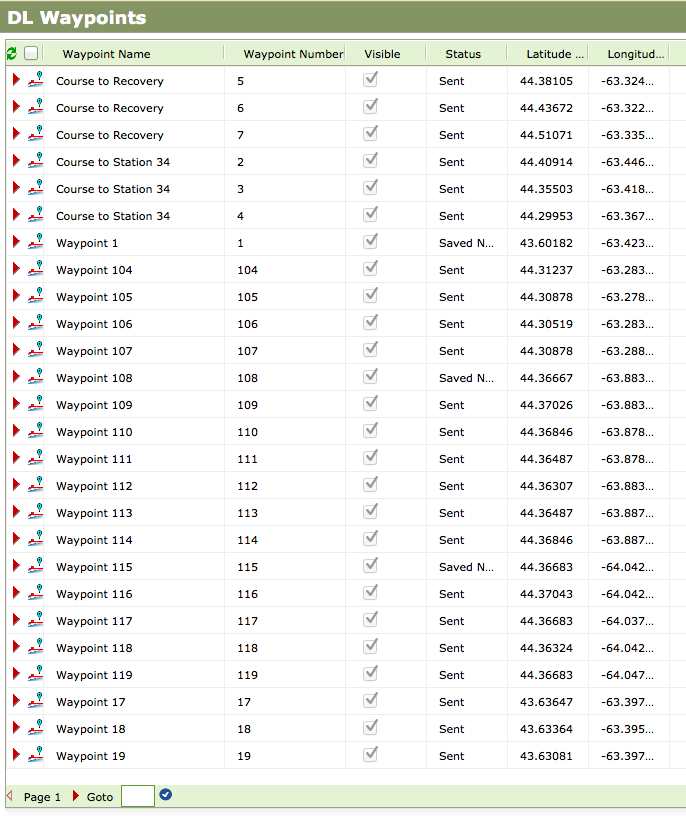 DL Waypoints
Waypoint Name Waypoint Number Visible Status Latitude ... Longitud...
Course to Recovery 5 Sent 44.38105 -63.324...
Course to Recovery 6 Sent 44.43672 -63.322...
Course to Recovery 7 Sent 44.51071 -63.335...
Course to Station 34 2 Sent 44.40914 -63.446...
Course to Station 34 3 Sent 44.35503 -63.418...
Course to Station 34 4 Sent 44.29953 -63.367...
Waypoint 1 1 Saved N... 43.60182 -63.423...
Waypoint 104 104 Sent 44.31237 -63.283...
Waypoint 105 105 Sent 44.30878 -63.278...
Waypoint 106 106 Sent 44.30519 -63.283...
Waypoint 107 107 Sent 44.30878 -63.288...
Waypoint 108 108 Saved N... 44.36667 -63.883...
Waypoint 109 109 Sent 44.37026 -63.883...
Waypoint 110 110 Sent 44.36846 -63.878...
Waypoint 111 111 Sent 44.36487 -63.878...
Waypoint 112 112 Sent 44.36307 -63.883...
Waypoint 113 113 Sent 44.36487 -63.887...
Waypoint 114 114 Sent 44.36846 -63.887...
Waypoint 115 115 Saved N... 44.36683 -64.042...
Waypoint 116 116 Sent 44.37043 -64.042...
Waypoint 117 117 Sent 44.36683 -64.037...
Waypoint 118 118 Sent 44.36324 -64.042...
Waypoint 119 119 Sent 44.36683 -64.047...
Waypoint 17 17 Sent 43.63647 -63.397...
Waypoint 18 18 Sent 43.63364 -63.395...
Waypoint 19 19 Sent 43.63081 -63.397...
Page 1 Goto